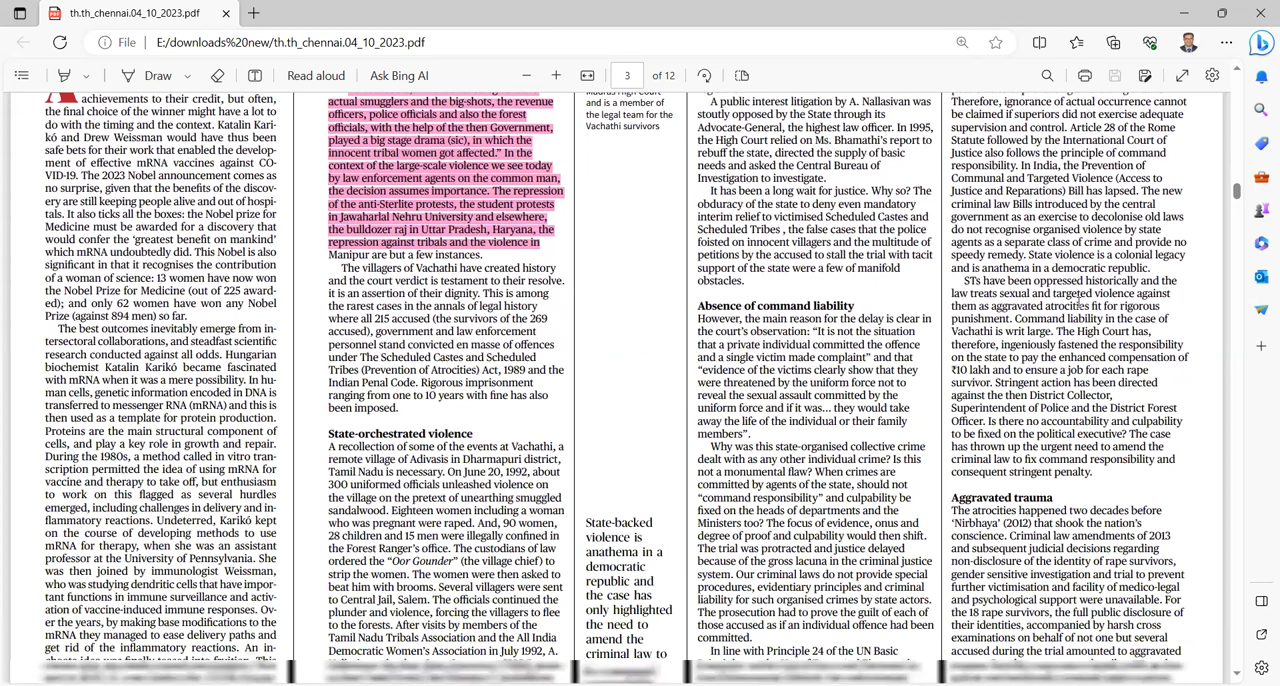 th.th_chennai.04_10_2023.pdf
File
E:/downloads%20new/th.th_chennai.04_10_2023.pdf
Draw
Read aloud
Ask Bing AI
3
of 12
A
achievements to their credit, but often,
the final choice of the winner might have a lot to
do with the timing and the context. Katalin Kari-
kó and Drew Weissman would have thus been
safe bets for their work that enabled the develop-
ment of effective mRNA vaccines against CO-
VID-19. The 2023 Nobel announcement comes as
no surprise, given that the benefits of the discov-
ery are still keeping people alive and out of hospi-
tals. It also ticks all the boxes: the Nobel prize for
Medicine must be awarded for a discovery that
would confer the ‘greatest benefit on mankind’
which mRNA undoubtedly did. This Nobel is also
significant in that it recognises the contribution
of a woman of science: 13 women have now won
the Nobel Prize for Medicine (out of 225 award-
ed); and only 62 women have won any Nobel
Prize (against 894 men) so far.
The best outcomes inevitably emerge from in-
tersectoral collaborations, and steadfast scientific
research conducted against all odds. Hungarian
biochemist Katalin Karikó became fascinated
with mRNA when it was a mere possibility. In hu-
man cells, genetic information encoded in DNA is
transferred to messenger RNA (mRNA) and this is
then used as a template for protein production.
Proteins are the main structural component of
cells, and play a key role in growth and repair.
During the 1980s, a method called in vitro tran-
scription permitted the idea of using mRNA for
vaccine and therapy to take off, but enthusiasm
to work on this flagged as several hurdles
emerged, including challenges in delivery and in-
flammatory reactions. Undeterred, Karikó kept
on the course of developing methods to use
mRNA for therapy, when she was an assistant
professor at the University of Pennsylvania. She
was then joined by immunologist Weissman,
who was studying dendritic cells that have impor-
tant functions in immune surveillance and activ-
ation of vaccine-induced immune responses. Ov-
er the years, by making base modifications to the
mRNA they managed to ease delivery paths and
get rid of the inflammatory reactions. An in-
actual smugglers and the big-shots, the revenue
officers, police officials and also the forest
officials, with the help of the then Government,
played a big stage drama (sic), in which the
innocent tribal women got affected.” In the
context of the large-scale violence we see today
by law enforcement agents on the common man,
the decision assumes importance. The repression
of the anti-Sterlite protests, the student protests
in Jawaharlal Nehru University and elsewhere,
the bulldozer raj in Uttar Pradesh, Haryana, the
repression against tribals and the violence in
Manipur are but a few instances.
The villagers of Vachathi have created history
and the court verdict is testament to their resolve.
it is an assertion of their dignity. This is among
the rarest cases in the annals of legal history
where all 215 accused (the survivors of the 269
accused), government and law enforcement
personnel stand convicted en masse of offences
under The Scheduled Castes and Scheduled
Tribes (Prevention of Atrocities) Act, 1989 and the
Indian Penal Code. Rigorous imprisonment
ranging from one to 10 years with fine has also
been imposed.
State-orchestrated violence
A recollection of some of the events at Vachathi, a
remote village of Adivasis in Dharmapuri district,
Tamil Nadu is necessary. On June 20, 1992, about
300 uniformed officials unleashed violence on
the village on the pretext of unearthing smuggled
sandalwood. Eighteen women including a woman
who was pregnant were raped. And, 90 women,
28 children and 15 men were illegally confined in
the Forest Ranger’s office. The custodians of law
ordered the “Oor Gounder” (the village chief) to
strip the women. The women were then asked to
beat him with brooms. Several villagers were sent
to Central Jail, Salem. The officials continued the
plunder and violence, forcing the villagers to flee
to the forests. After visits by members of the
Tamil Nadu Tribals Association and the All India
Democratic Women’s Association in July 1992, A.
Madras High Court
and is a member of
the legal team for the
Vachathi survivors
State-backed
violence is
anathema in a
democratic
republic and
the case has
only highlighted
the need to
amend the
criminal law to
A public interest litigation by A. Nallasivan was
stoutly opposed by the State through its
Advocate-General, the highest law officer. In 1995,
the High Court relied on Ms. Bhamathi’s report to
rebuff the state, directed the supply of basic
needs and asked the Central Bureau of
Investigation to investigate.
It has been a long wait for justice. Why so? The
obduracy of the state to deny even mandatory
interim relief to victimised Scheduled Castes and
Scheduled Tribes , the false cases that the police
foisted on innocent villagers and the multitude of
petitions by the accused to stall the trial with tacit
support of the state were a few of manifold
obstacles.
Absence of command liability
However, the main reason for the delay is clear in
the court’s observation: “It is not the situation
that a private individual committed the offence
and a single victim made complaint” and that
“evidence of the victims clearly show that they
were threatened by the uniform force not to
reveal the sexual assault committed by the
uniform force and if it was... they would take
away the life of the individual or their family
members”.
Why was this state-organised collective crime
dealt with as any other individual crime? Is this
not a monumental flaw? When crimes are
committed by agents of the state, should not
“command responsibility” and culpability be
fixed on the heads of departments and the
Ministers too? The focus of evidence, onus and
degree of proof and culpability would then shift.
The trial was protracted and justice delayed
because of the gross lacuna in the criminal justice
system. Our criminal laws do not provide special
procedures, evidentiary principles and criminal
liability for such organised crimes by state actors.
The prosecution had to prove the guilt of each of
those accused as if an individual offence had been
committed.
In line with Principle 24 of the UN Basic
Therefore, ignorance of actual occurrence cannot
be claimed if superiors did not exercise adequate
supervision and control. Article 28 of the Rome
Statute followed by the International Court of
Justice also follows the principle of command
responsibility. In India, the Prevention of
Communal and Targeted Violence (Access to
Justice and Reparations) Bill has lapsed. The new
criminal law Bills introduced by the central
government as an exercise to decolonise old laws
do not recognise organised violence by state
agents as a separate class of crime and provide no
speedy remedy. State violence is a colonial legacy
and is anathema in a democratic republic.
STs have been oppressed historically and the
law treats sexual and targeted violence against
them as aggravated atrocities fit for rigorous
punishment. Command liability in the case of
Vachathi is writ large. The High Court has,
therefore, ingeniously fastened the responsibility
on the state to pay the enhanced compensation of
₹10 lakh and to ensure a job for each rape
survivor. Stringent action has been directed
against the then District Collector,
Superintendent of Police and the District Forest
Officer. Is there no accountability and culpability
to be fixed on the political executive? The case
has thrown up the urgent need to amend the
criminal law to fix command responsibility and
consequent stringent penalty.
Aggravated trauma
The atrocities happened two decades before
‘Nirbhaya’ (2012) that shook the nation’s
conscience. Criminal law amendments of 2013
and subsequent judicial decisions regarding
non-disclosure of the identity of rape survivors,
gender sensitive investigation and trial to prevent
further victimisation and facility of medico-legal
and psychological support were unavailable. For
the 18 rape survivors, the full public disclosure of
their identities, accompanied by harsh cross
examinations on behalf of not one but several
accused during the trial amounted to aggravated